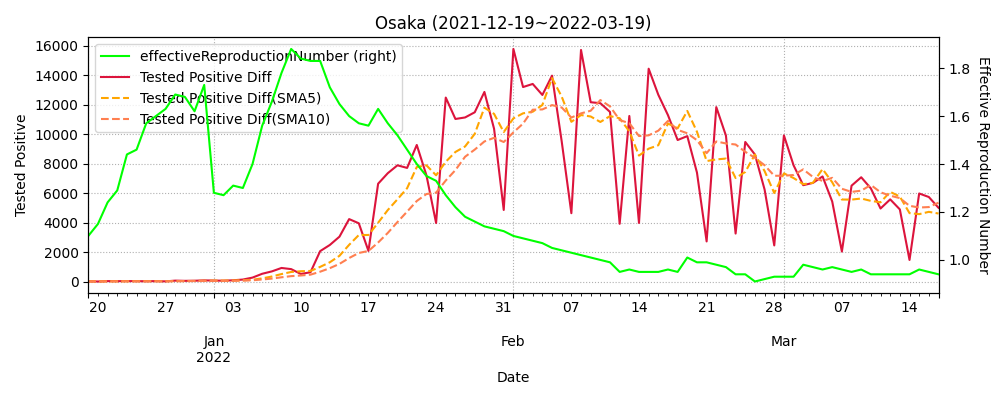 Osaka (2021-12-19~2022-03-19)
effectiveReproductionNumber (right)
Tested Positive Diff
Tested Positive Diff(SMA5)
Tested Positive Diff(SMA10)
Tested Positive
16000
14000
12000
10000
8000
6000
4000
2000
0
Effective Reproduction Number
1.8
1.6
1.4
1.2
1.0
20 27 03 10 17 24 31 07 14 21 28 07 14
Jan Feb Mar
2022
Date